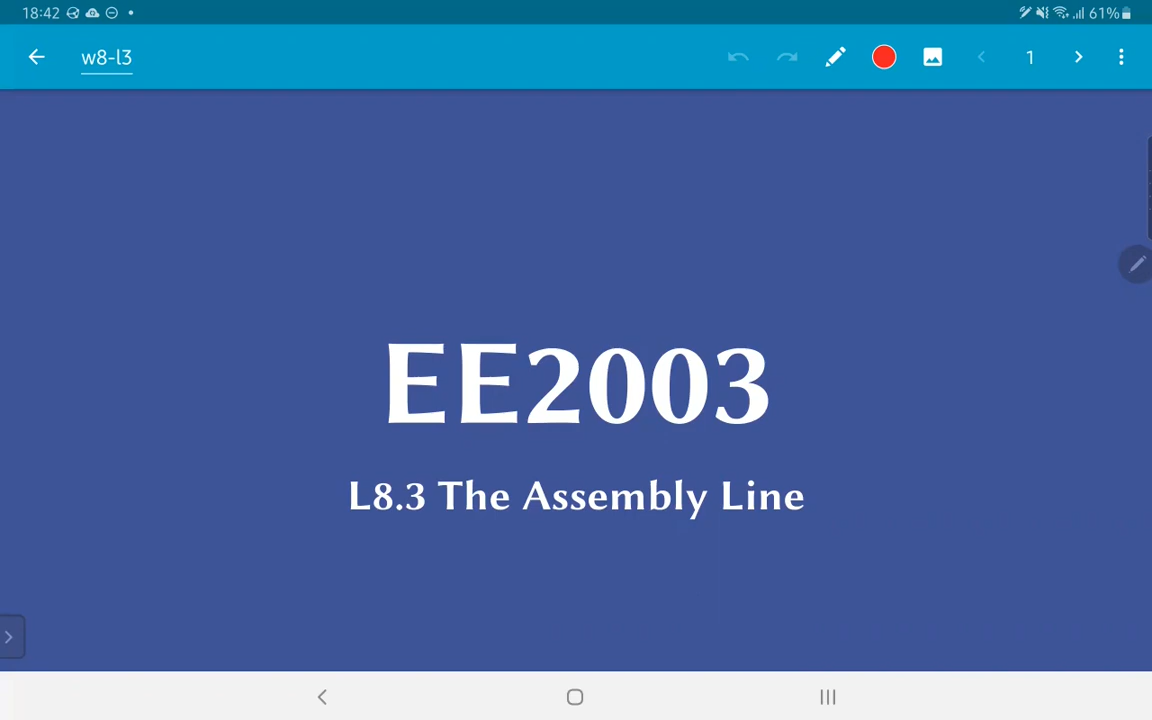 18:42
61%
w8-l3
1
EE2003
L8.3 The Assembly Line